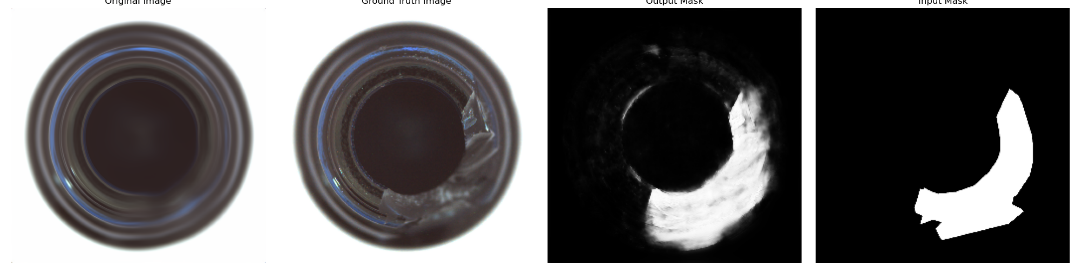 Original Image
Ground Truth Image
Output Mask
Input Mask